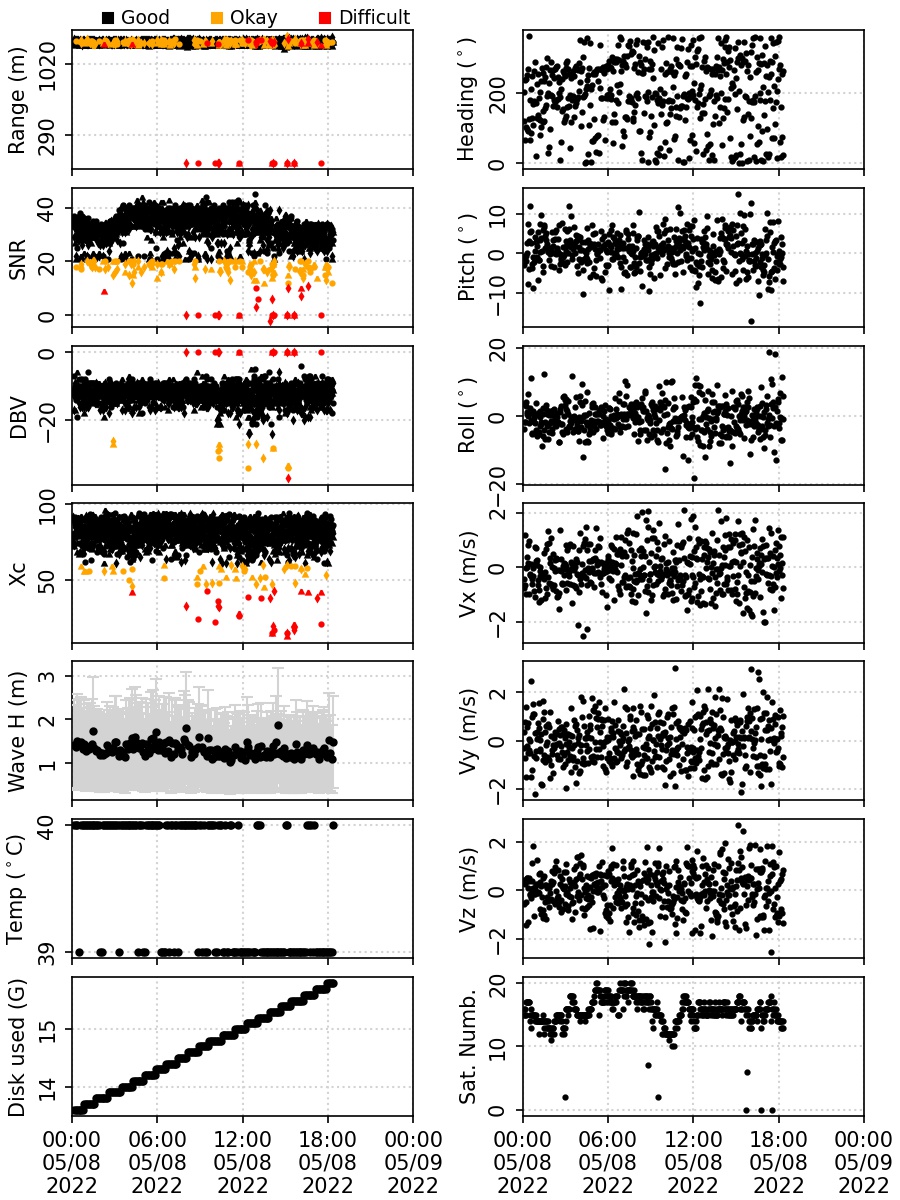 Good Okay Difficult
Range (m)
1020
290
Heading (°)
200
0
SNR
40
20
0
Pitch (°)
10
0
−10
DBV
0
−20
Roll (°)
20
0
−20
Xc
100
50
Vx (m/s)
2
0
−2
Wave H (m)
3
2
1
Vy (m/s)
2
0
−2
Temp (°C)
40
39
Vz (m/s)
2
0
−2
Disk used (G)
15
14
Sat. Numb.
20
10
0
00:00 06:00 12:00 18:00 00:00 00:00 06:00 12:00 18:00 00:00
05/08 05/08 05/08 05/08 05/09 05/08 05/08 05/08 05/08 05/09
2022 2022 2022 2022 2022 2022 2022 2022 2022 2022